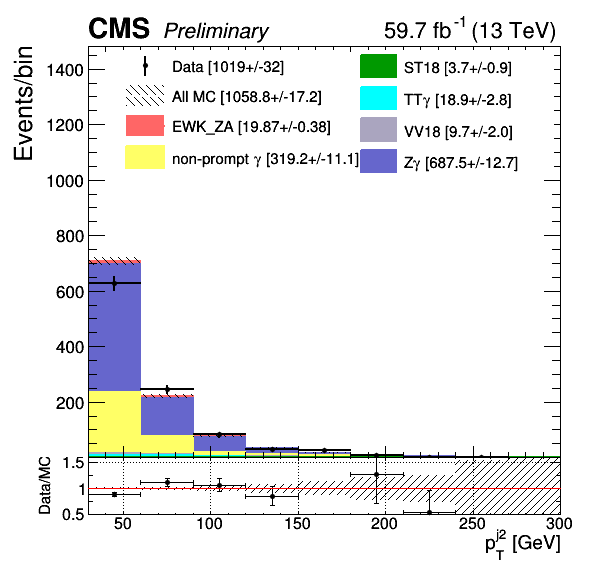 CMS Preliminary 59.7 fb⁻¹ (13 TeV)
Events/bin
1400
1200
1000
800
600
400
200
Data [1019+/-32]
All MC [1058.8+/-17.2]
EWK_ZA [19.87+/-0.38]
non-prompt γ [319.2+/-11.1]
ST18 [3.7+/-0.9]
TTγ [18.9+/-2.8]
VV18 [9.7+/-2.0]
Zγ [687.5+/-12.7]
Data/MC
1.5
1
0.5
50 100 150 200 250 300
p_T^j2 [GeV]